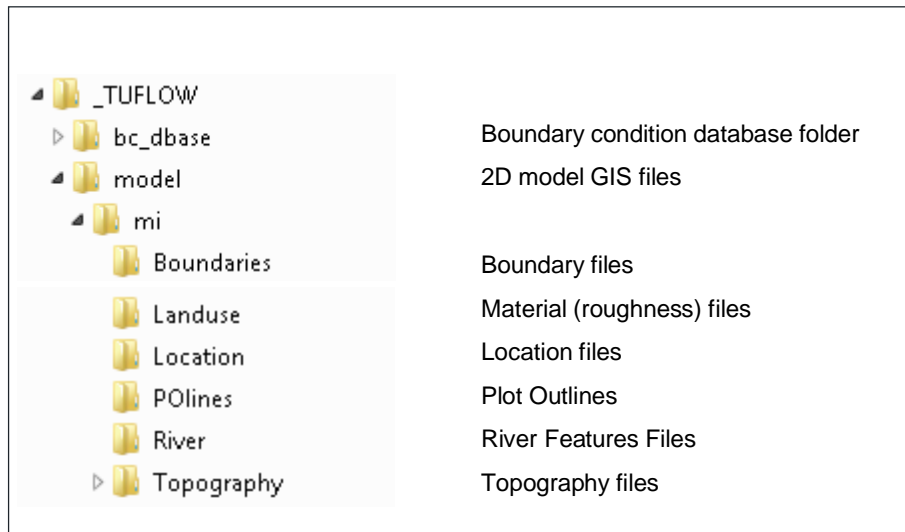 _TUFLOW
bc_dbase Boundary condition database folder
model 2D model GIS files
mi
Boundaries Boundary files
Landuse Material (roughness) files
Location Location files
POlines Plot Outlines
River River Features Files
Topography Topography files